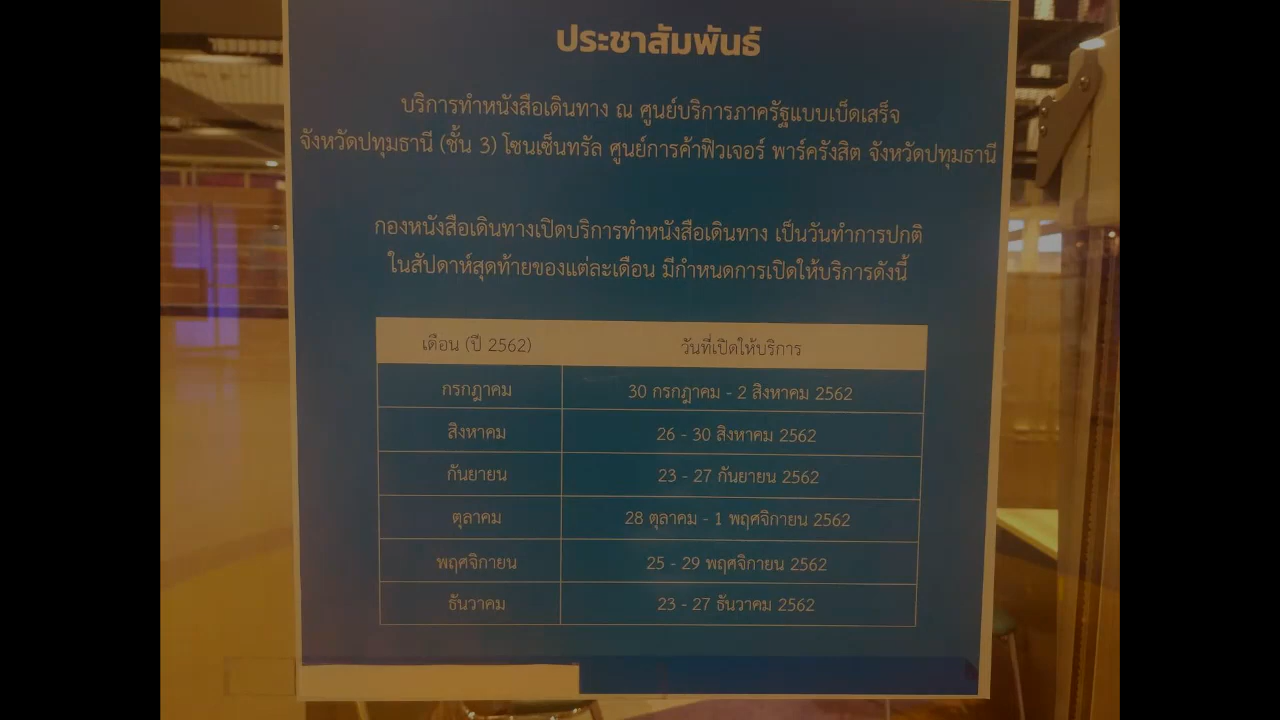 ประชาสัมพันธ์
บริการทำหนังสือเดินทาง ณ ศูนย์บริการภาครัฐแบบเบ็ดเสร็จ
จังหวัดปทุมธานี (ชั้น 3) โซนเซ็นทรัล ศูนย์การค้าฟิวเจอร์ พาร์ครังสิต จังหวัดปทุมธานี
กองหนังสือเดินทางเปิดบริการทำหนังสือเดินทาง เป็นวันทำการปกติ
ในสัปดาห์สุดท้ายของแต่ละเดือน มีกำหนดการเปิดให้บริการดังนี้
เดือน (ปี 2562) วันที่เปิดให้บริการ
กรกฎาคม 30 กรกฎาคม - 2 สิงหาคม 2562
สิงหาคม 26 - 30 สิงหาคม 2562
กันยายน 23 - 27 กันยายน 2562
ตุลาคม 28 ตุลาคม - 1 พฤศจิกายน 2562
พฤศจิกายน 25 - 29 พฤศจิกายน 2562
ธันวาคม 23 - 27 ธันวาคม 2562